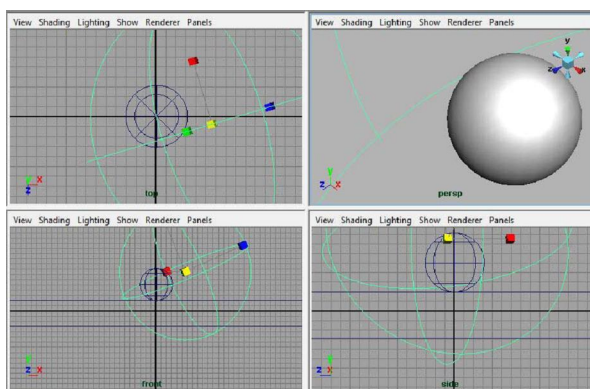 View Shading Lighting Show Renderer Panels
View Shading Lighting Show Renderer Panels
y
z x
y x
z
top
y
z x
persp
View Shading Lighting Show Renderer Panels
View Shading Lighting Show Renderer Panels
y
z x
front
y
z x
side